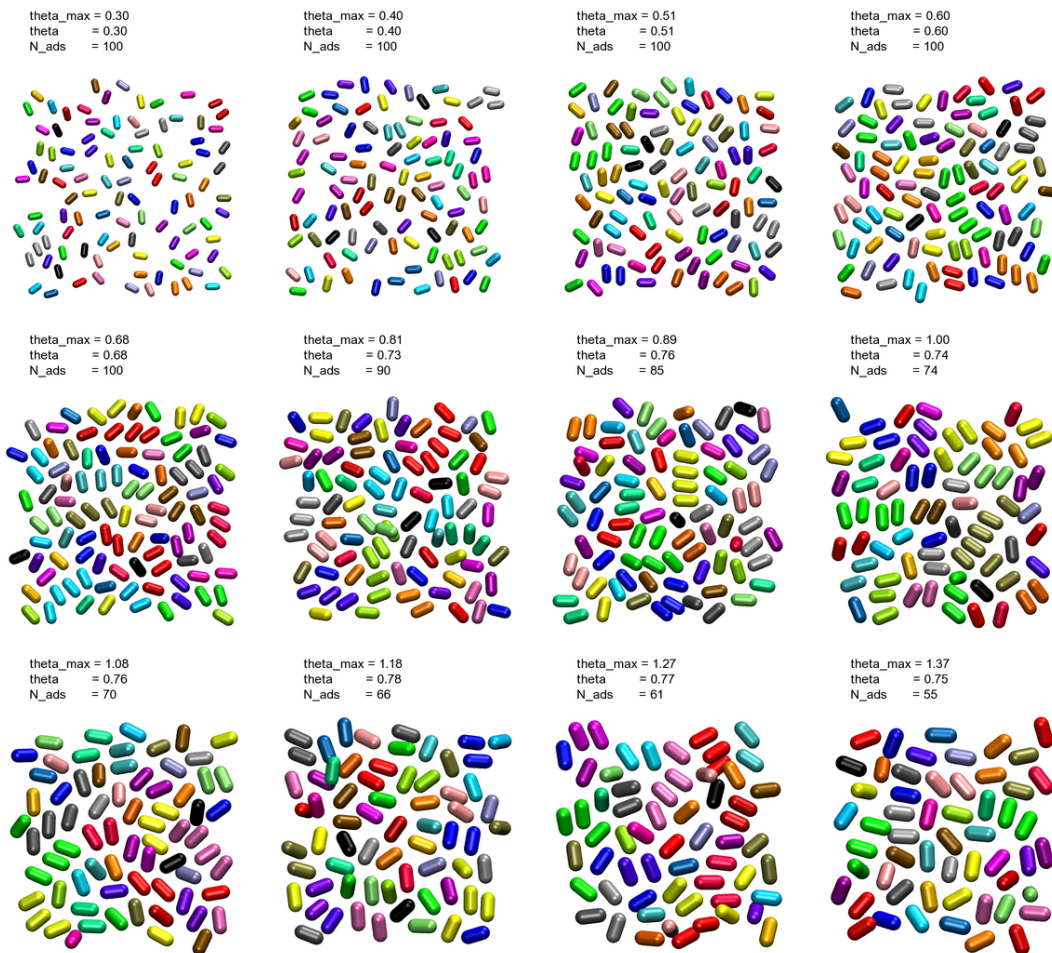 theta_max = 0.30
theta = 0.30
N_ads = 100
theta_max = 0.40
theta = 0.40
N_ads = 100
theta_max = 0.51
theta = 0.51
N_ads = 100
theta_max = 0.60
theta = 0.60
N_ads = 100
theta_max = 0.68
theta = 0.68
N_ads = 100
theta_max = 0.81
theta = 0.73
N_ads = 90
theta_max = 0.89
theta = 0.76
N_ads = 85
theta_max = 1.00
theta = 0.74
N_ads = 74
theta_max = 1.08
theta = 0.76
N_ads = 70
theta_max = 1.18
theta = 0.78
N_ads = 66
theta_max = 1.27
theta = 0.77
N_ads = 61
theta_max = 1.37
theta = 0.75
N_ads = 55